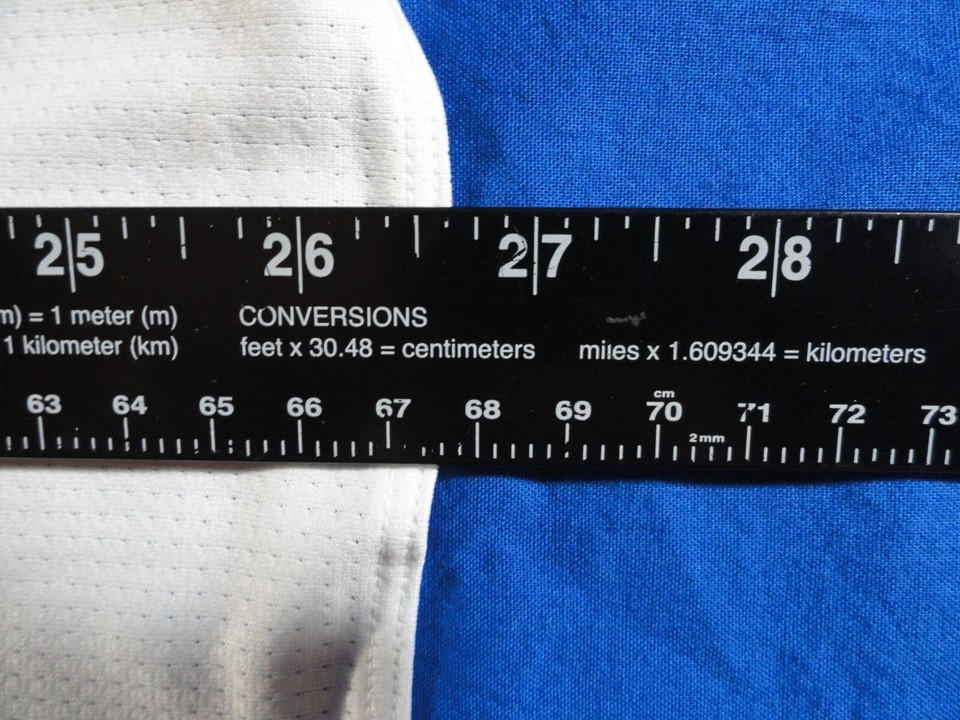 25 26 27 28
m) = 1 meter (m) CONVERSIONS
1 kilometer (km) feet x 30.48 = centimeters miles x 1.609344 = kilometers
cm
63 64 65 66 67 68 69 70 71 72 73
2mm